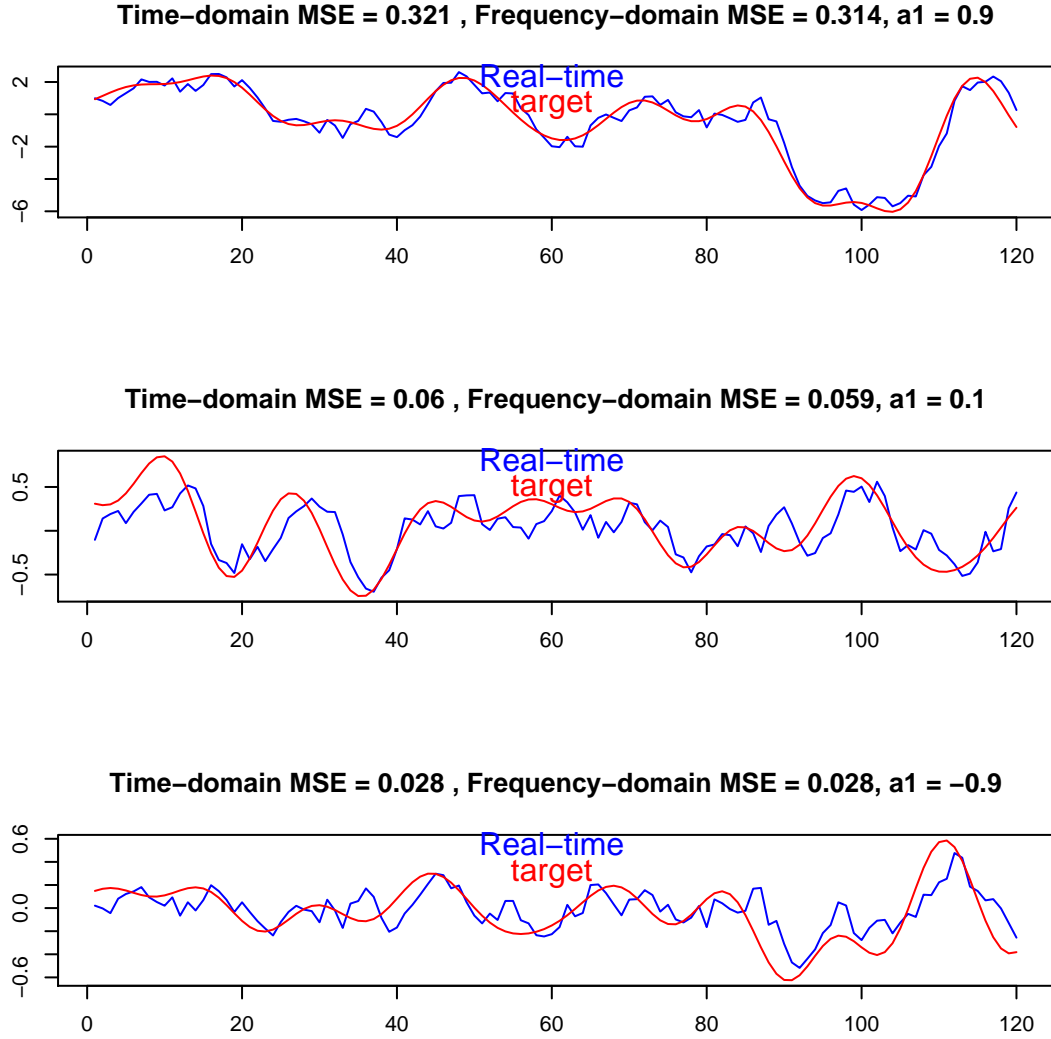 Time−domain MSE = 0.321 , Frequency−domain MSE = 0.314, a1 = 0.9
Real−time
target
2
−2
−6
0 20 40 60 80 100 120
Time−domain MSE = 0.06 , Frequency−domain MSE = 0.059, a1 = 0.1
Real−time
target
0.5
−0.5
0 20 40 60 80 100 120
Time−domain MSE = 0.028 , Frequency−domain MSE = 0.028, a1 = −0.9
Real−time
target
0.6
0.0
−0.6
0 20 40 60 80 100 120